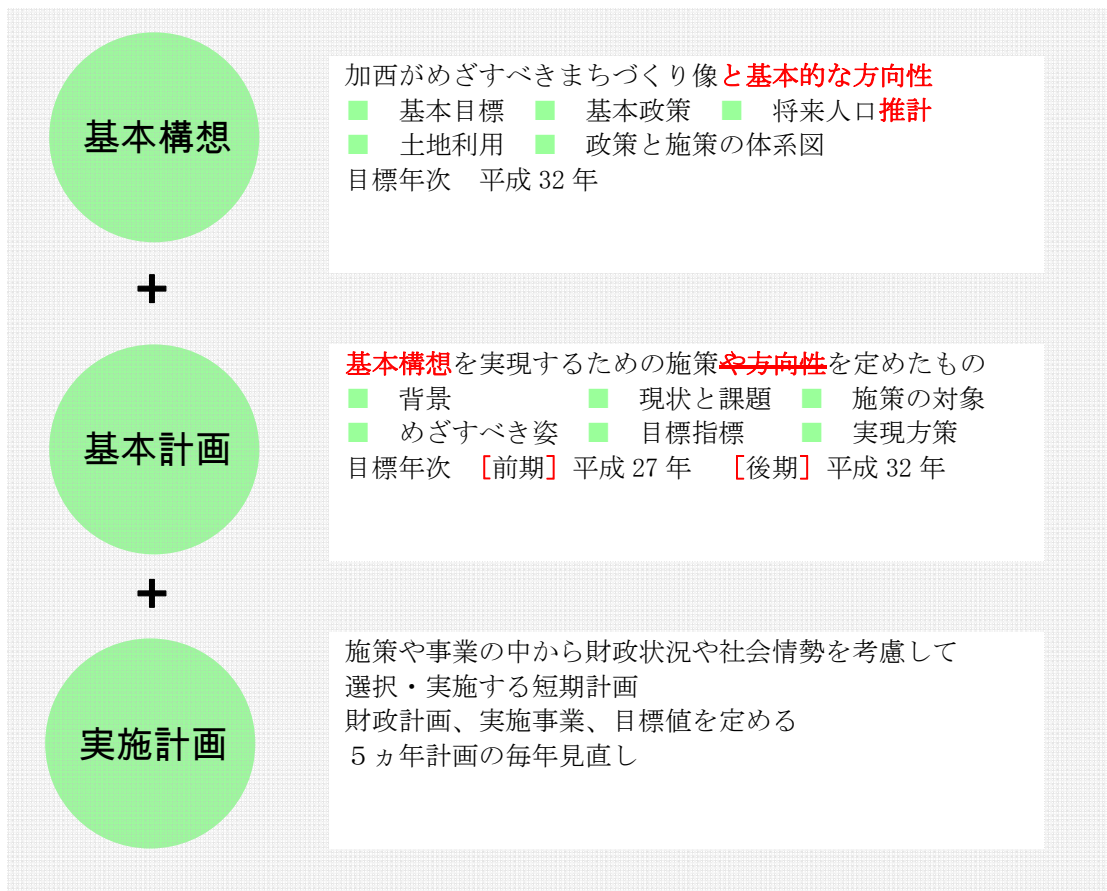 基本構想
加西がめざすべきまちづくり像と基本的な方向性
■ 基本目標 ■ 基本政策 ■ 将来人口推計
■ 土地利用 ■ 政策と施策の体系図
目標年次 平成 32 年
+
基本計画
基本構想を実現するための施策や方向性を定めたもの
■ 背景 ■ 現状と課題 ■ 施策の対象
■ めざすべき姿 ■ 目標指標 ■ 実現方策
目標年次 [前期] 平成 27 年 [後期] 平成 32 年
+
実施計画
施策や事業の中から財政状況や社会情勢を考慮して
選択・実施する短期計画
財政計画、実施事業、目標値を定める
５ヵ年計画の毎年見直し